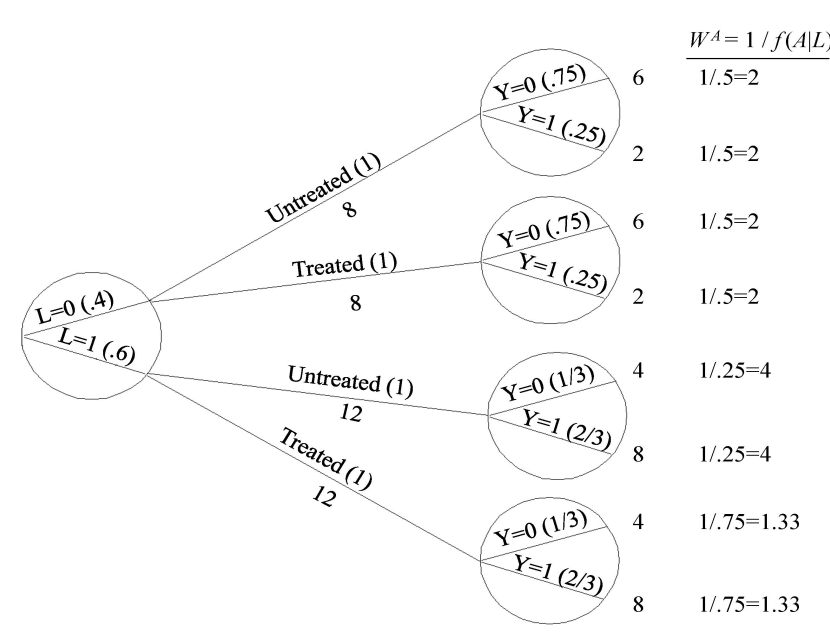 W^A = 1 / f(A|L)
Y=0 (.75)
6
1/.5=2
Y=1 (.25)
2
1/.5=2
Untreated (1)
8
Y=0 (.75)
6
1/.5=2
Y=1 (.25)
2
1/.5=2
Treated (1)
8
L=0 (.4)
L=1 (.6)
Untreated (1)
12
Y=0 (1/3)
4
1/.25=4
Y=1 (2/3)
8
1/.25=4
Treated (1)
12
Y=0 (1/3)
4
1/.75=1.33
Y=1 (2/3)
8
1/.75=1.33